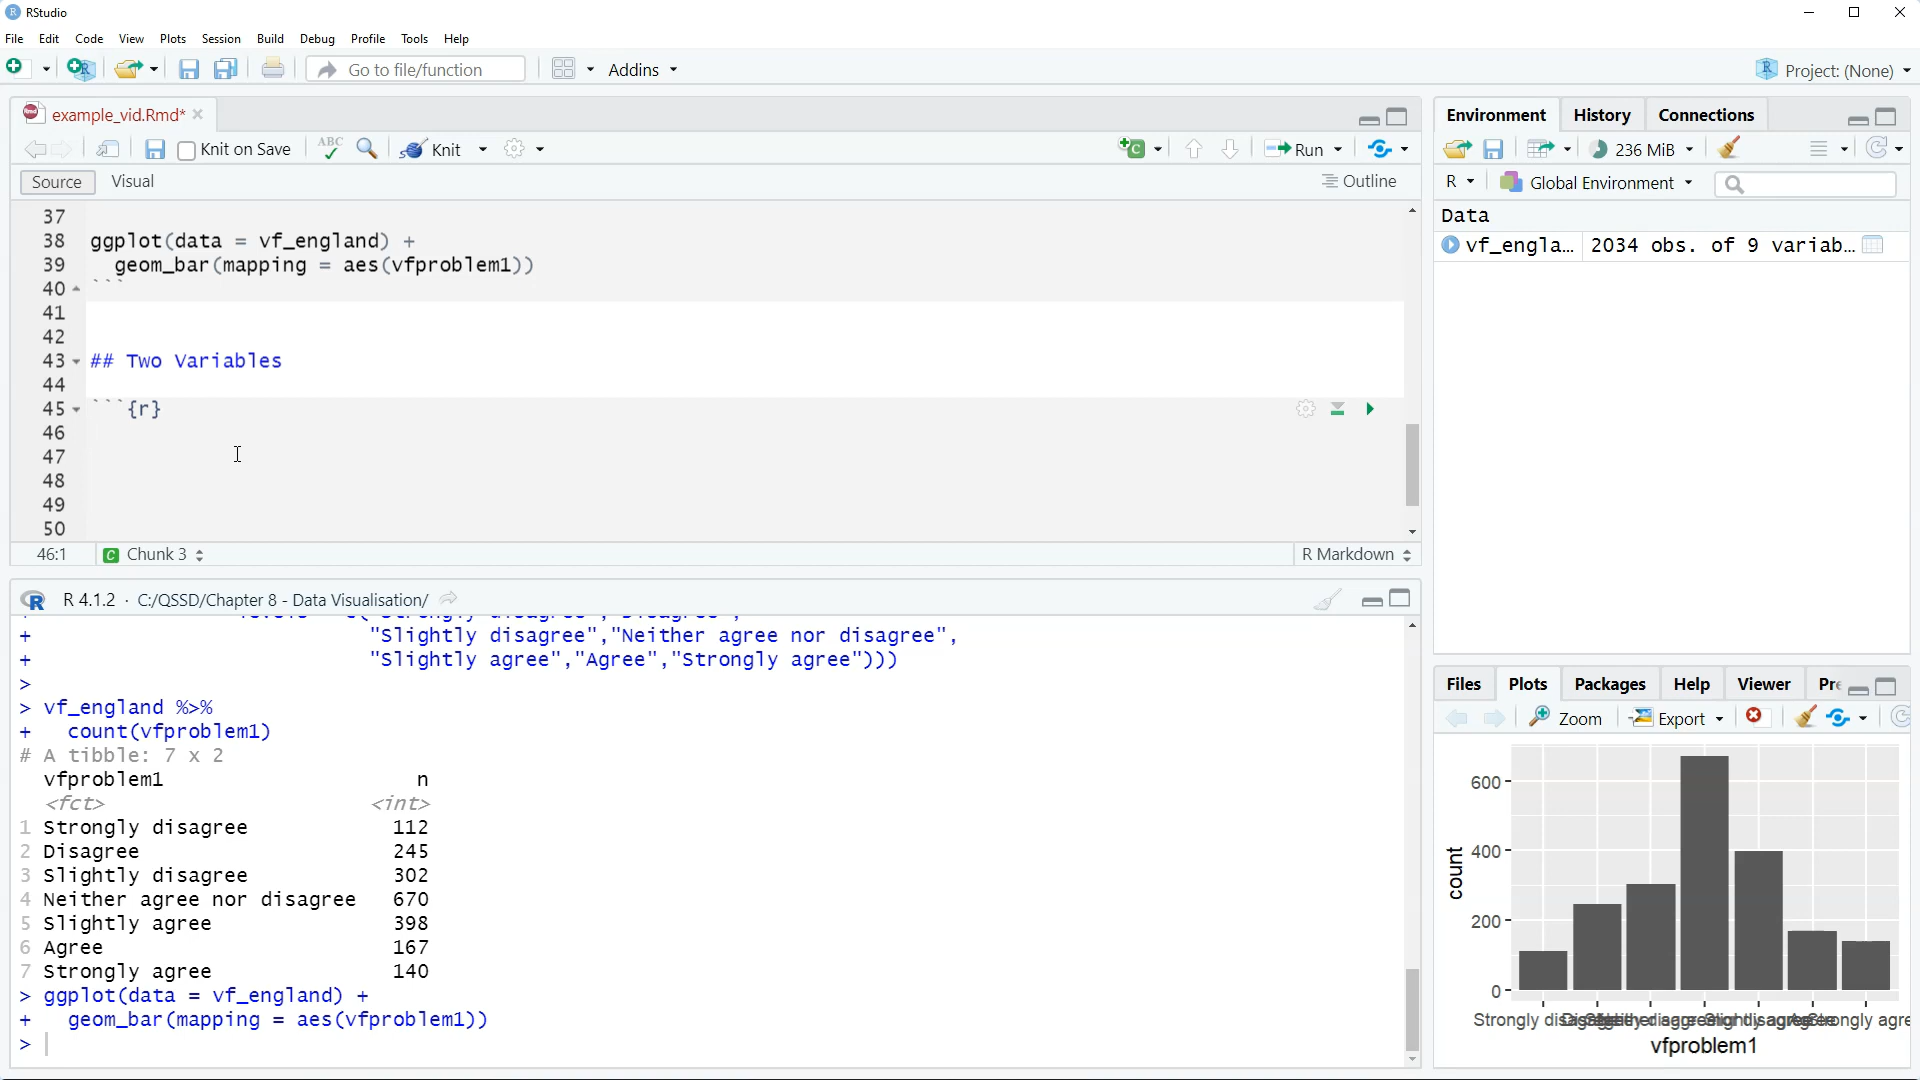 RStudio
File Edit Code View Plots Session Build Debug Profile Tools Help
Go to file/function Addins Project: (None)
example_vid.Rmd*
Knit on Save ABC Knit Run
Source Visual Outline
37
38 ggplot(data = vf_england) +
39 geom_bar(mapping = aes(vfproblem1))
40 ```
41
42
43 ## Two Variables
44
45 ```{r}
46
47
48
49
50
46:1 Chunk 3 R Markdown
R 4.1.2 · C:/QSSD/Chapter 8 - Data Visualisation/
+ "Slightly disagree","Neither agree nor disagree",
+ "Slightly agree","Agree","Strongly agree")))
>
> vf_england %>%
+ count(vfproblem1)
# A tibble: 7 x 2
vfproblem1 n
<fct> <int>
1 Strongly disagree 112
2 Disagree 245
3 Slightly disagree 302
4 Neither agree nor disagree 670
5 Slightly agree 398
6 Agree 167
7 Strongly agree 140
> ggplot(data = vf_england) +
+ geom_bar(mapping = aes(vfproblem1))
>
Environment History Connections
236 MiB
R Global Environment
Data
vf_engla… 2034 obs. of 9 variab…
Files Plots Packages Help Viewer Pre
Zoom Export
600
400
200
0
count
vfproblem1